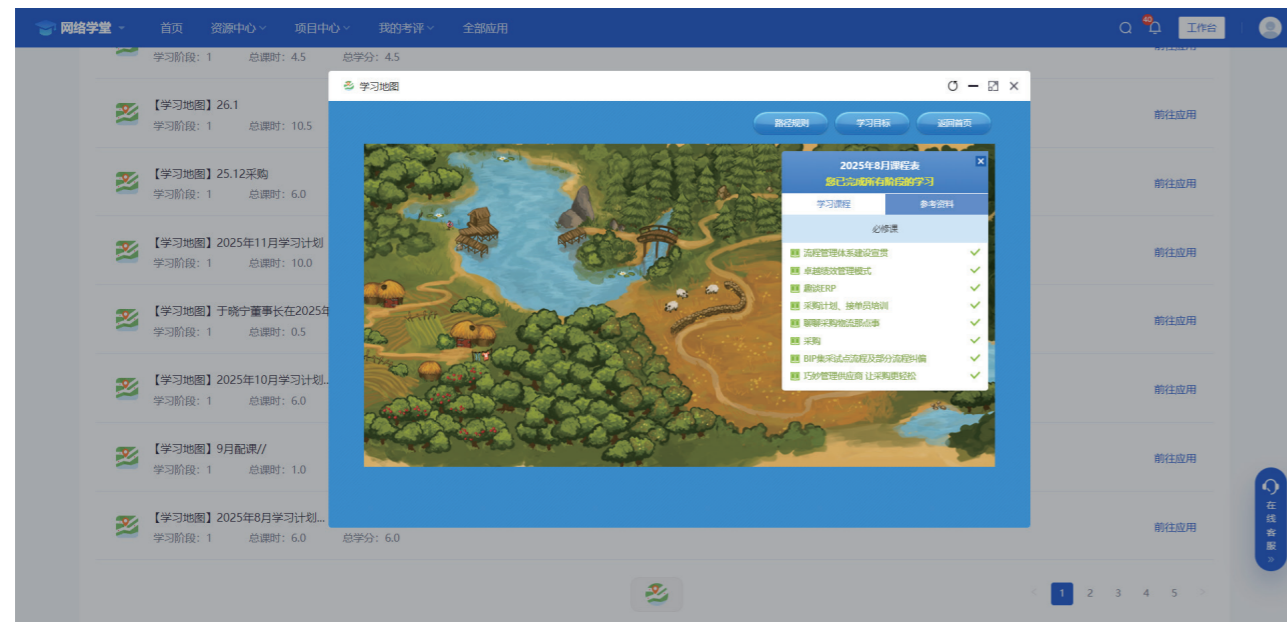 网络学堂 首页 资源中心 项目中心 我的考评 全部应用 40 工作台
学习阶段：1 总课时：4.5 总学分：4.5
学习地图
【学习地图】26.1
学习阶段：1 总课时：10.5
前往应用
路径规则 学习目标 返回首页
2025年8月课程表
您已完成所有阶段的学习
学习课程 参考资料
必修课
流程管理体系建设宣贯
卓越绩效管理模式
趣谈ERP
采购计划、接单员培训
聊聊采购物流那点事
采购
BIP集采试点流程及部分流程纠偏
巧妙管理供应商 让采购更轻松
【学习地图】25.12采购
学习阶段：1 总课时：6.0
前往应用
【学习地图】2025年11月学习计划
学习阶段：1 总课时：10.0
前往应用
【学习地图】于晓宁董事长在2025年
学习阶段：1 总课时：0.5
前往应用
【学习地图】2025年10月学习计划...
学习阶段：1 总课时：6.0
前往应用
【学习地图】9月配课//
学习阶段：1 总课时：1.0
前往应用
【学习地图】2025年8月学习计划...
学习阶段：1 总课时：6.0 总学分：6.0
前往应用
在线客服 »
< 1 2 3 4 5 >